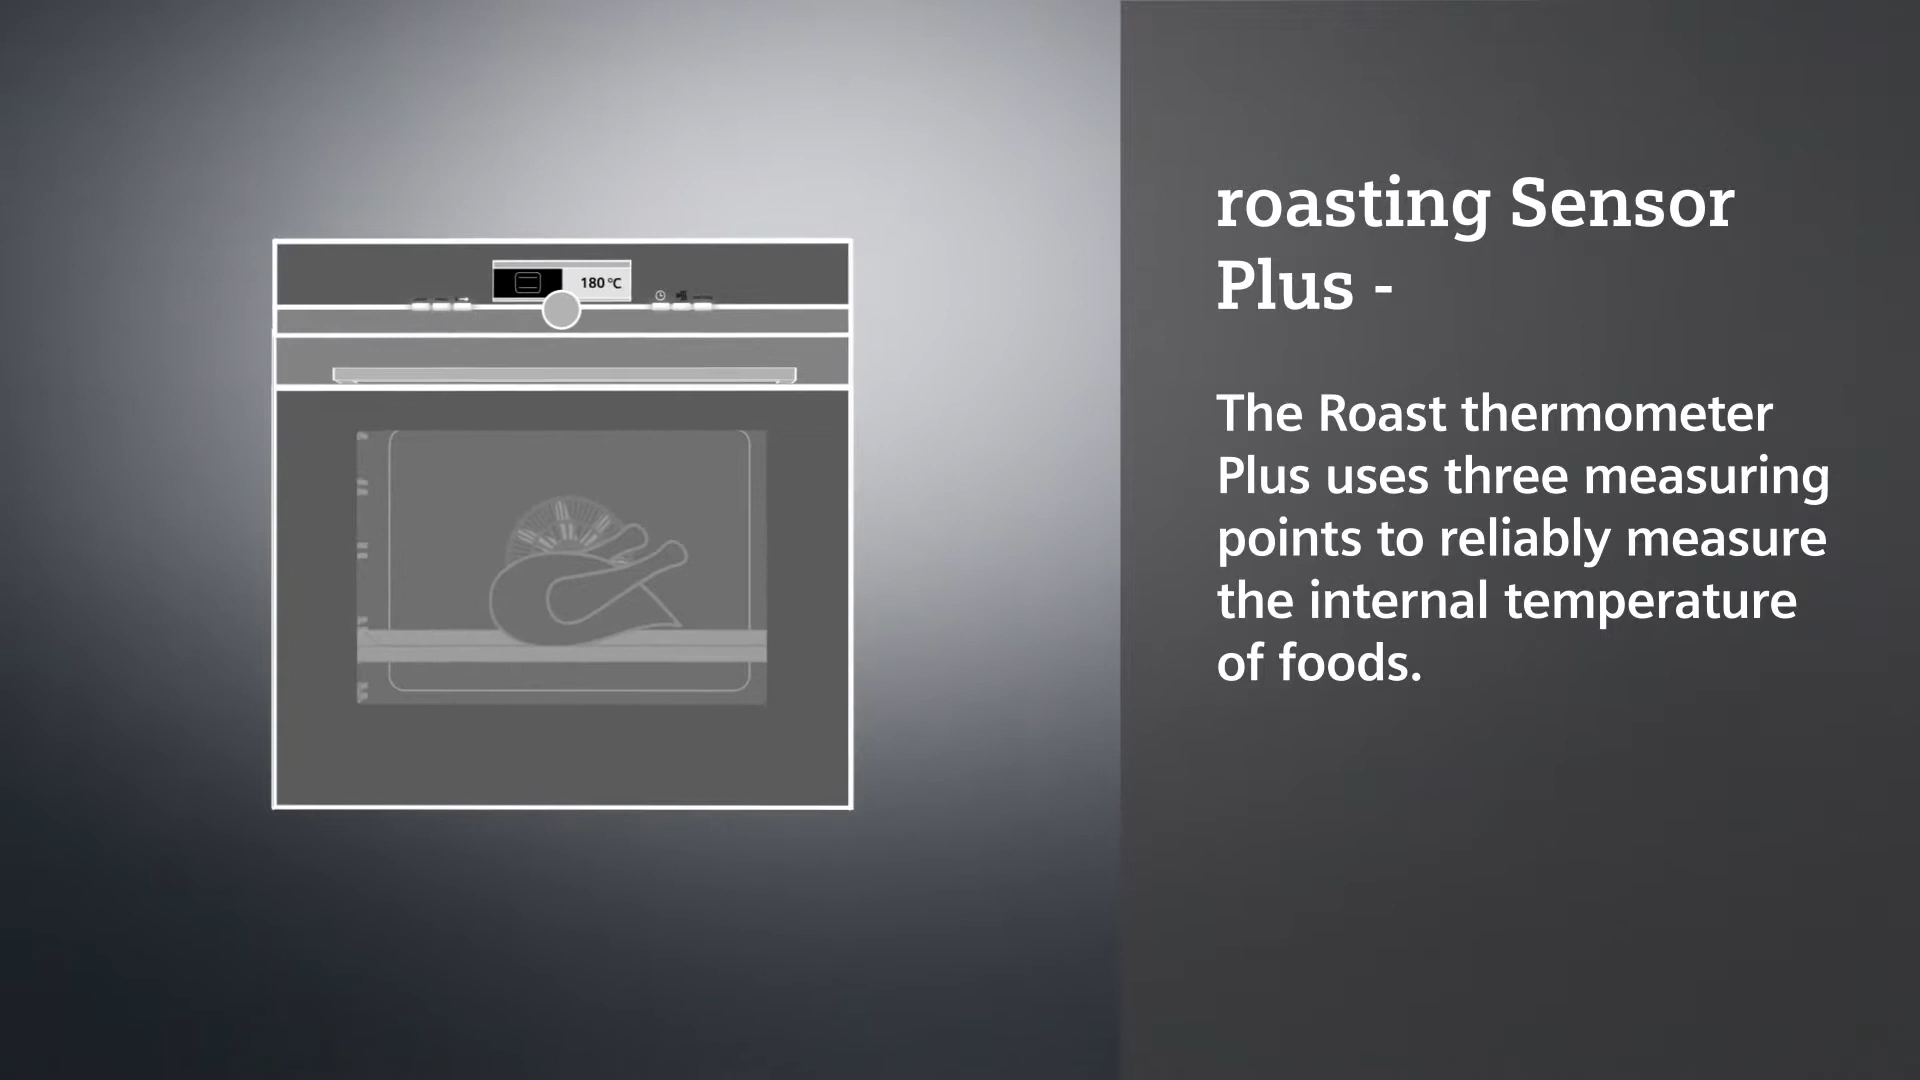 180 °C
roasting Sensor
Plus -
The Roast thermometer
Plus uses three measuring
points to reliably measure
the internal temperature
of foods.